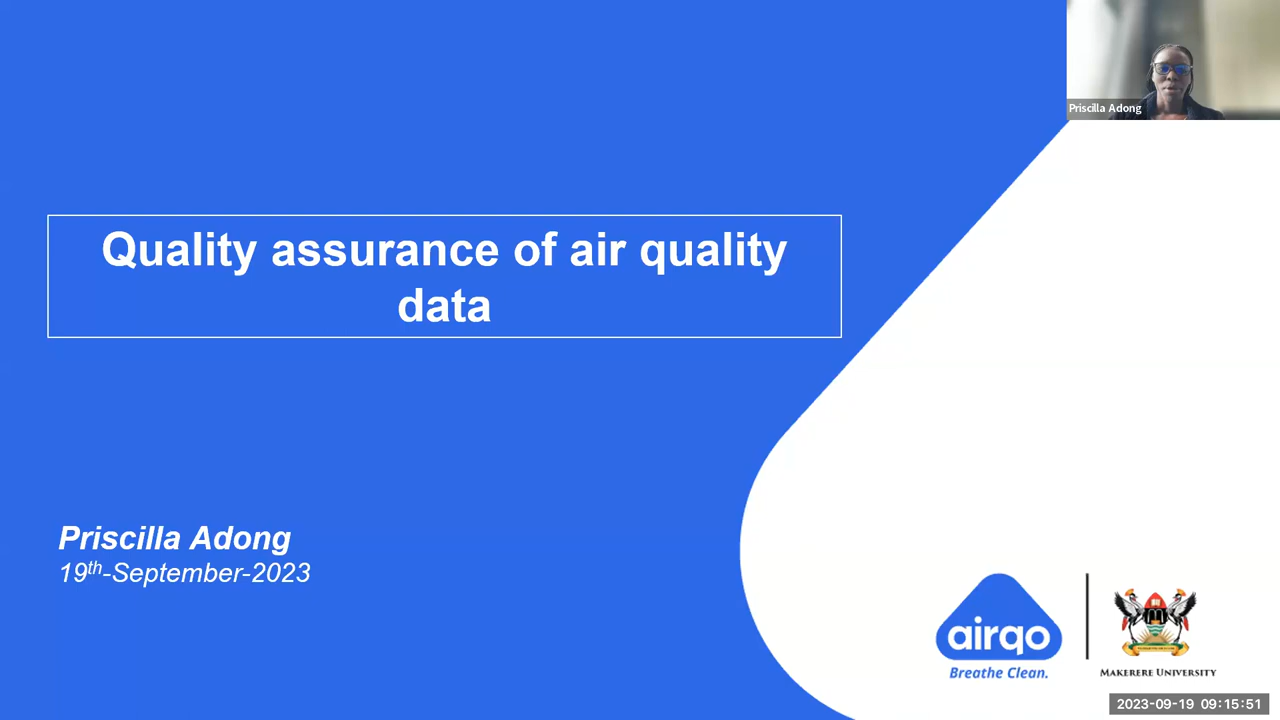 Priscilla Adong
Quality assurance of air quality
data
Priscilla Adong
19th-September-2023
airqo
Breathe Clean.
MAKERERE UNIVERSITY
2023-09-19 09:15:51